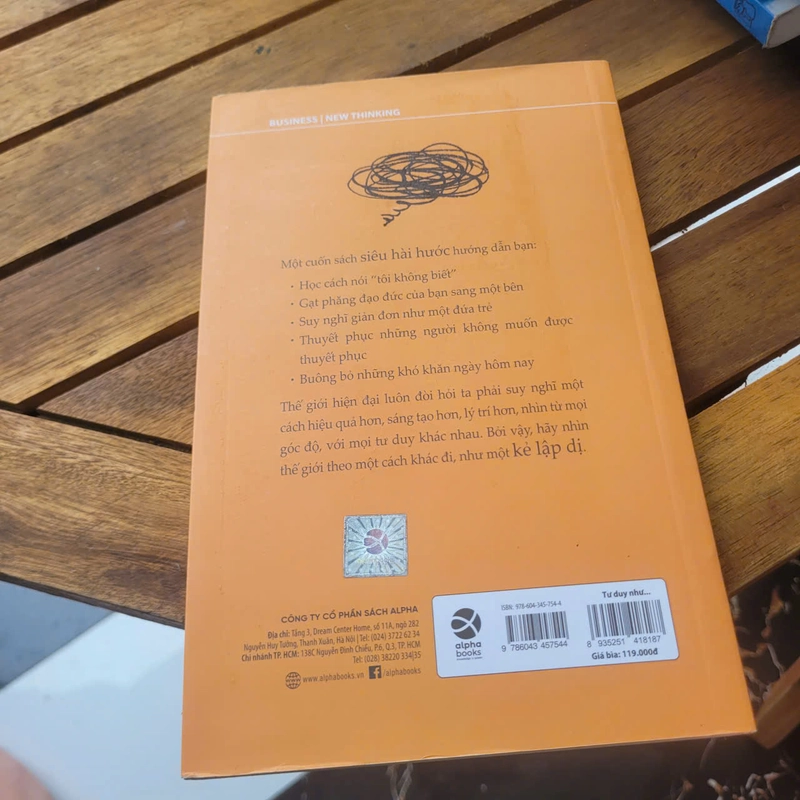 BUSINESS | NEW THINKING
Một cuốn sách siêu hài hước hướng dẫn bạn:
• Học cách nói “tôi không biết”
• Gạt phăng đạo đức của bạn sang một bên
• Suy nghĩ giản đơn như một đứa trẻ
• Thuyết phục những người không muốn được
thuyết phục
• Buông bỏ những khó khăn ngày hôm nay
Thế giới hiện đại luôn đòi hỏi ta phải suy nghĩ một
cách hiệu quả hơn, sáng tạo hơn, lý trí hơn, nhìn từ mọi
góc độ, với mọi tư duy khác nhau. Bởi vậy, hãy nhìn
thế giới theo một cách khác đi, như một kẻ lập dị.
CÔNG TY CỔ PHẦN SÁCH ALPHA
Địa chỉ: Tầng 3, Dream Center Home, số 11A, ngõ 282
Nguyễn Huy Tưởng, Thanh Xuân, Hà Nội | Tel: (024) 3722 62 34
Chi nhánh TP. HCM: 138C Nguyễn Đình Chiểu, P.6, Q.3, TP. HCM
Tel: (028) 38220 334|35
www.alphabooks.vn /alphabooks
alpha
books
ISBN: 978-604-345-754-4
9 786043 457544
Tư duy như...
8 935251 418187
Giá bìa: 119.000đ